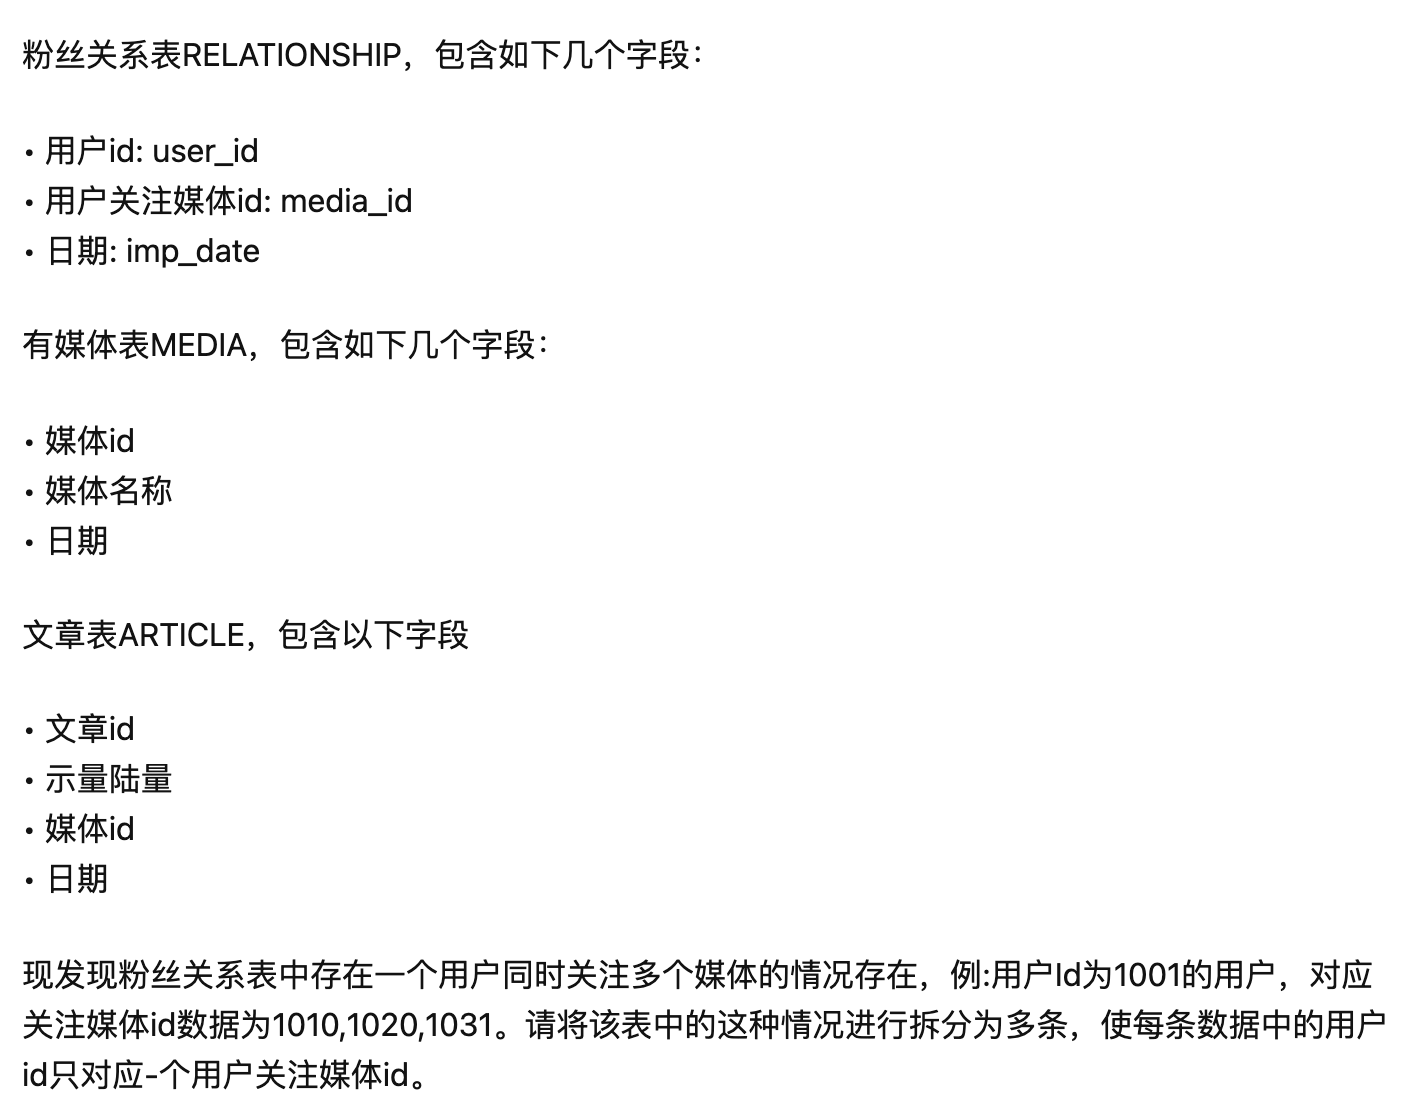 粉丝关系表RELATIONSHIP，包含如下几个字段：
• 用户id: user_id
• 用户关注媒体id: media_id
• 日期: imp_date
有媒体表MEDIA，包含如下几个字段：
• 媒体id
• 媒体名称
• 日期
文章表ARTICLE，包含以下字段
• 文章id
• 示量陆量
• 媒体id
• 日期
现发现粉丝关系表中存在一个用户同时关注多个媒体的情况存在，例:用户Id为1001的用户，对应
关注媒体id数据为1010,1020,1031。请将该表中的这种情况进行拆分为多条，使每条数据中的用户
id只对应-个用户关注媒体id。